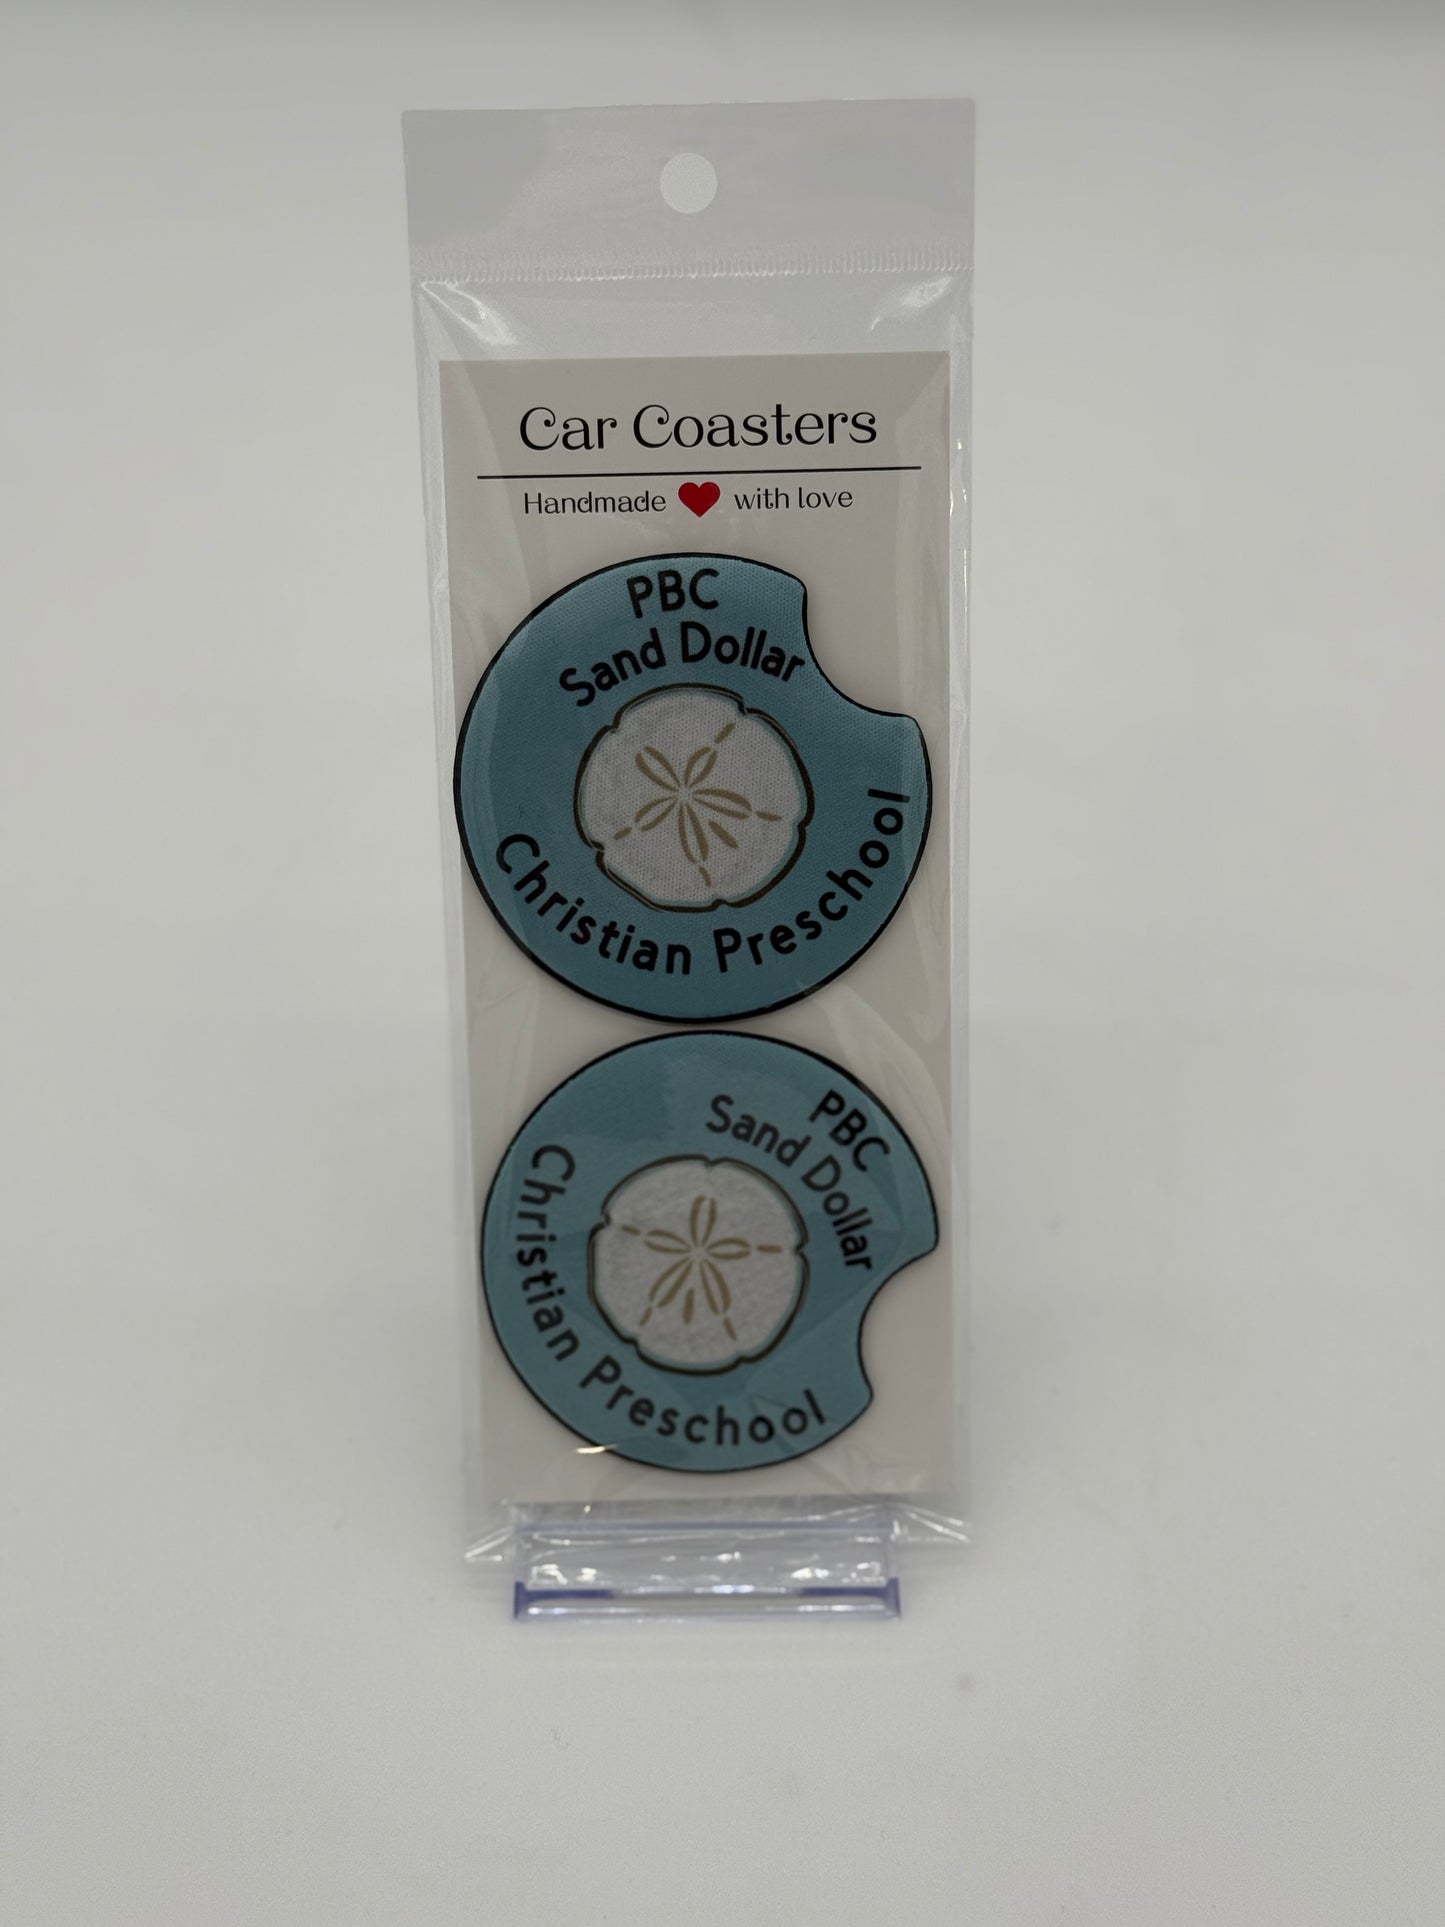 Car Coasters
Handmade ❤ with love
PBC
Sand Dollar
Christian Preschool
PBC
Sand Dollar
Christian Preschool